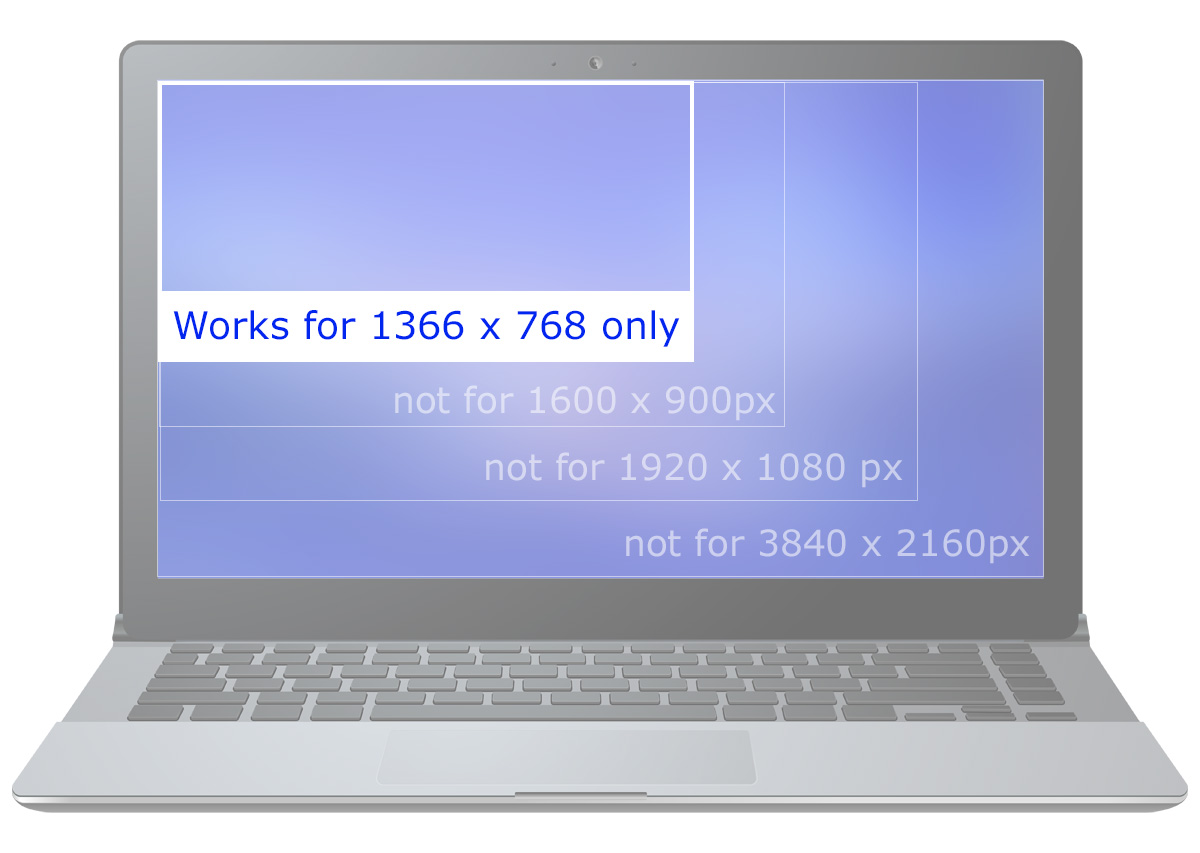 Works for 1366 x 768 only
not for 1600 x 900px
not for 1920 x 1080 px
not for 3840 x 2160px